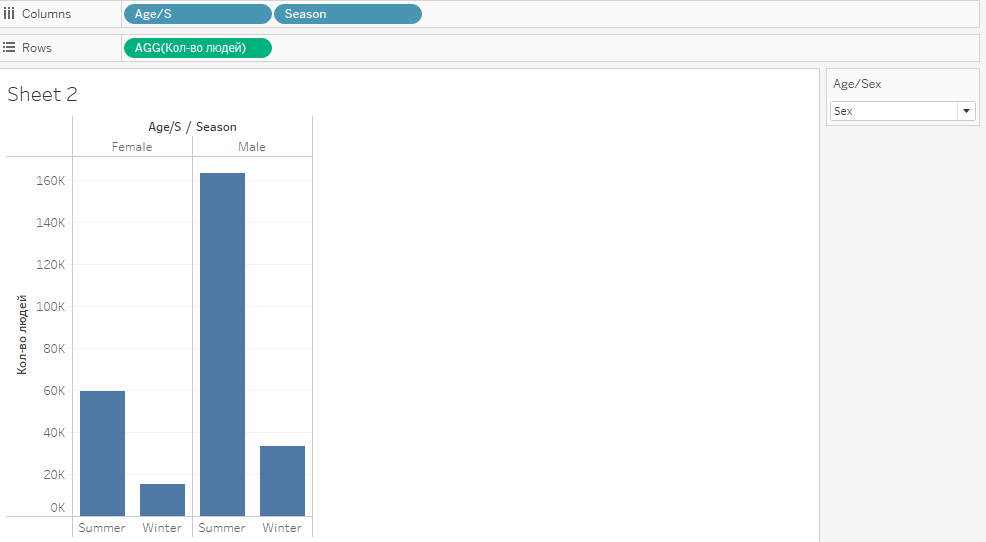 Columns Age/S Season
Rows AGG(Кол-во людей)
Sheet 2
Age/S / Season
Female Male
160K
140K
120K
100K
80K
60K
40K
20K
0K
Кол-во людей
Summer Winter Summer Winter
Age/Sex
Sex